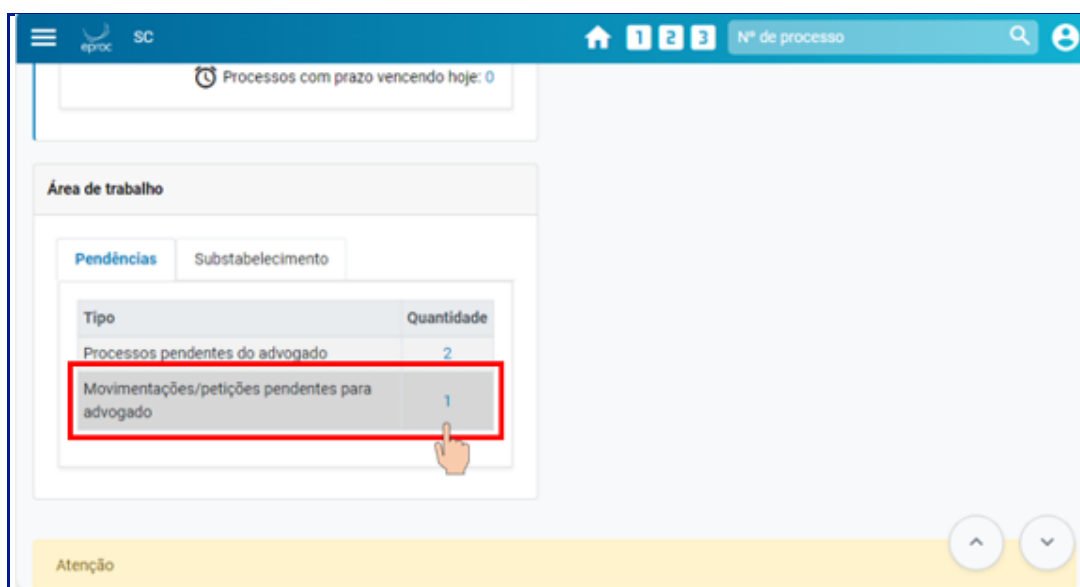 eproc SC 1 2 3 Nº de processo
Processos com prazo vencendo hoje: 0
Área de trabalho
Pendências Substabelecimento
Tipo Quantidade
Processos pendentes do advogado 2
Movimentações/petições pendentes para
advogado 1
Atenção